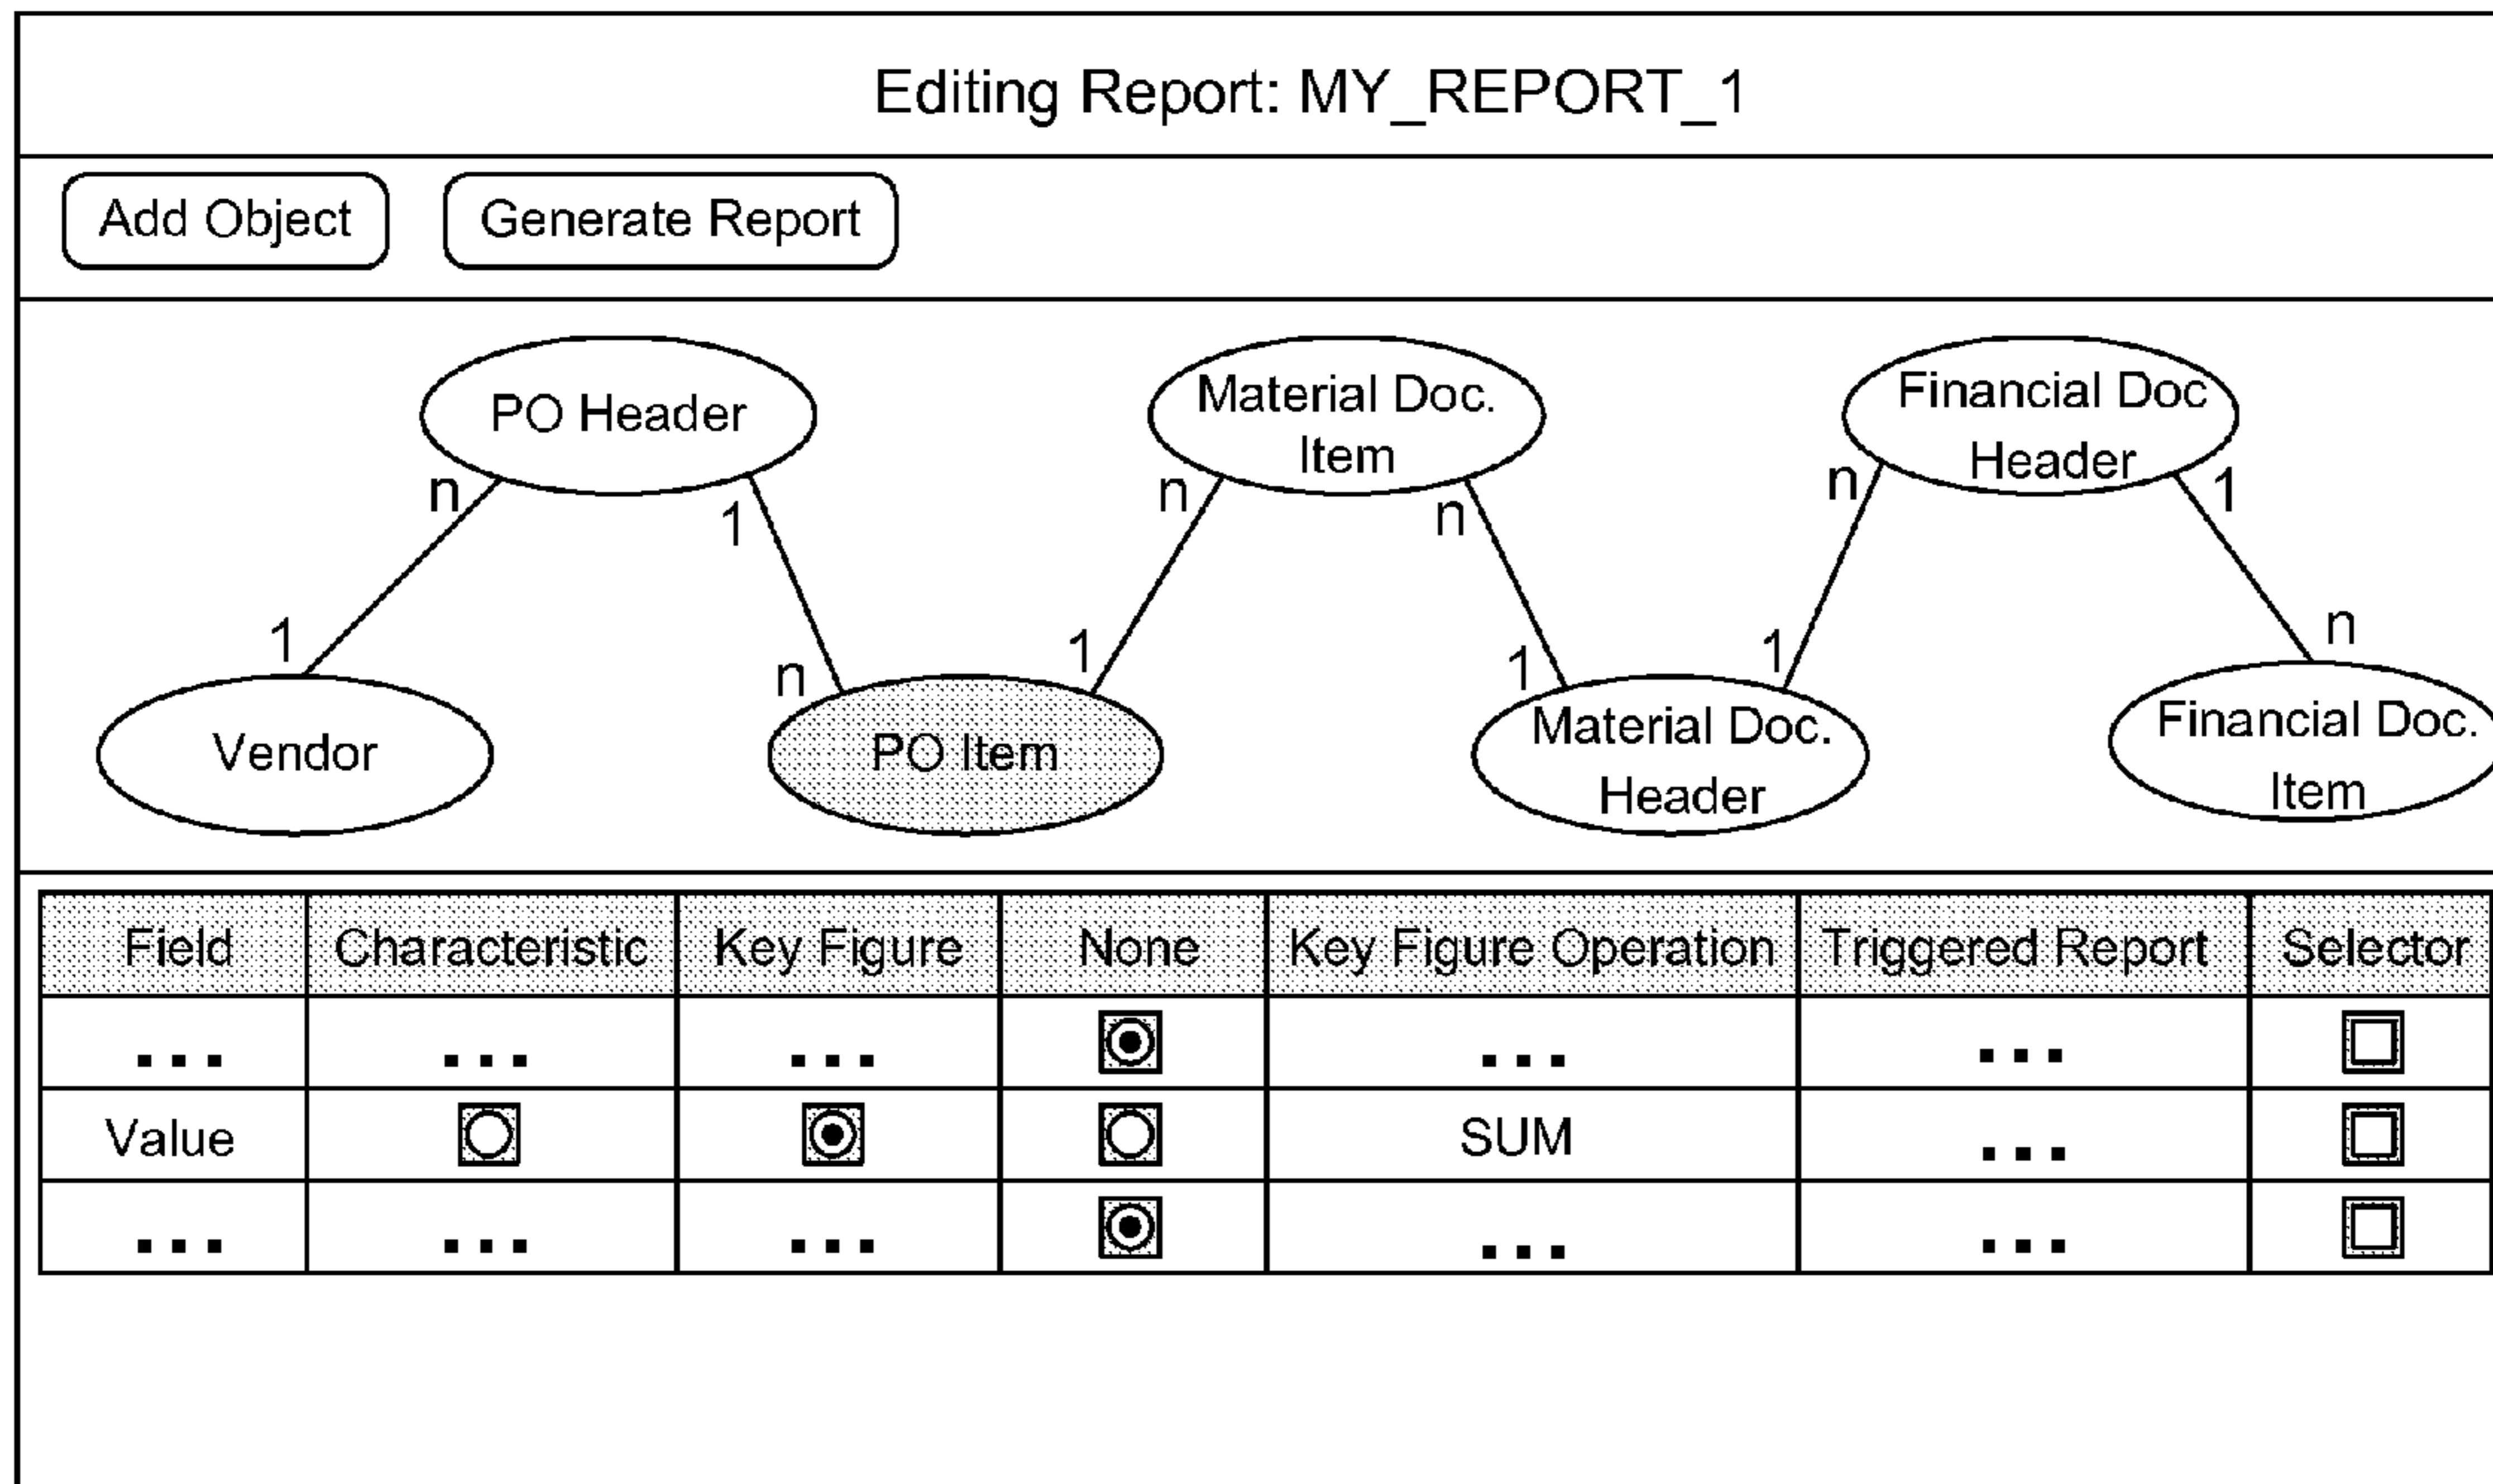 Editing Report: MY_REPORT_1
Add Object Generate Report
PO Header
Material Doc.
Item
Financial Doc
Header
n
1
n
n
n
1
1
n
1
1
1
n
Vendor
PO Item
Material Doc.
Header
Financial Doc.
Item
Field Characteristic Key Figure None Key Figure Operation Triggered Report Selector
... ... ... ... ...
Value SUM ...
... ... ... ... ...